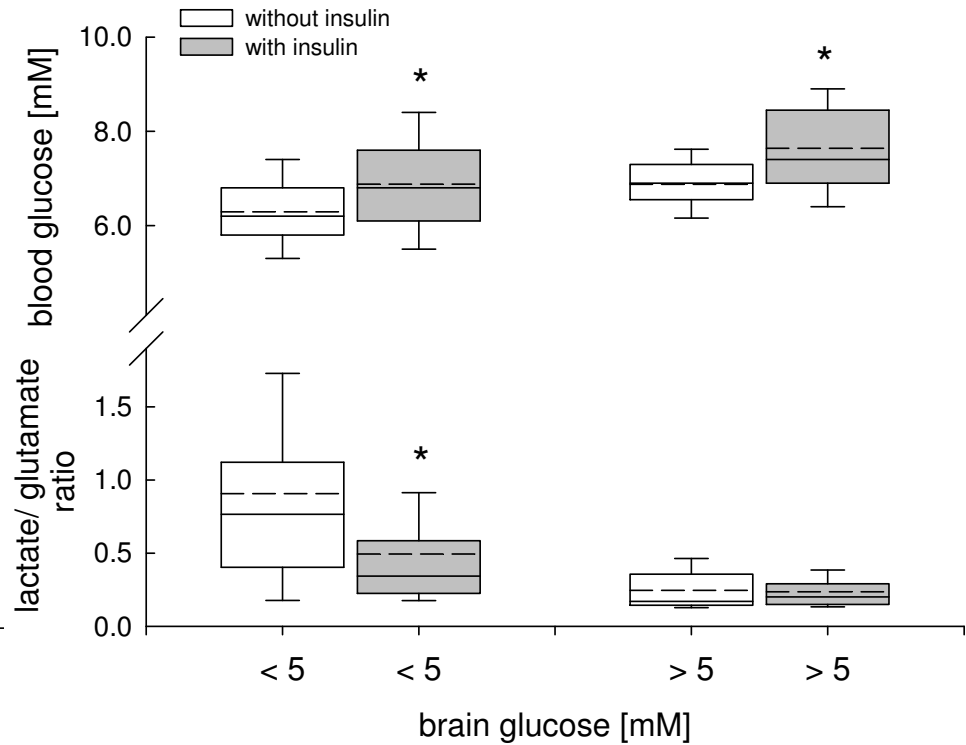 without insulin
with insulin
blood glucose [mM]
10.0
8.0
6.0
*
*
lactate/ glutamate
ratio
1.5
1.0
0.5
0.0
*
< 5
< 5
> 5
> 5
brain glucose [mM]